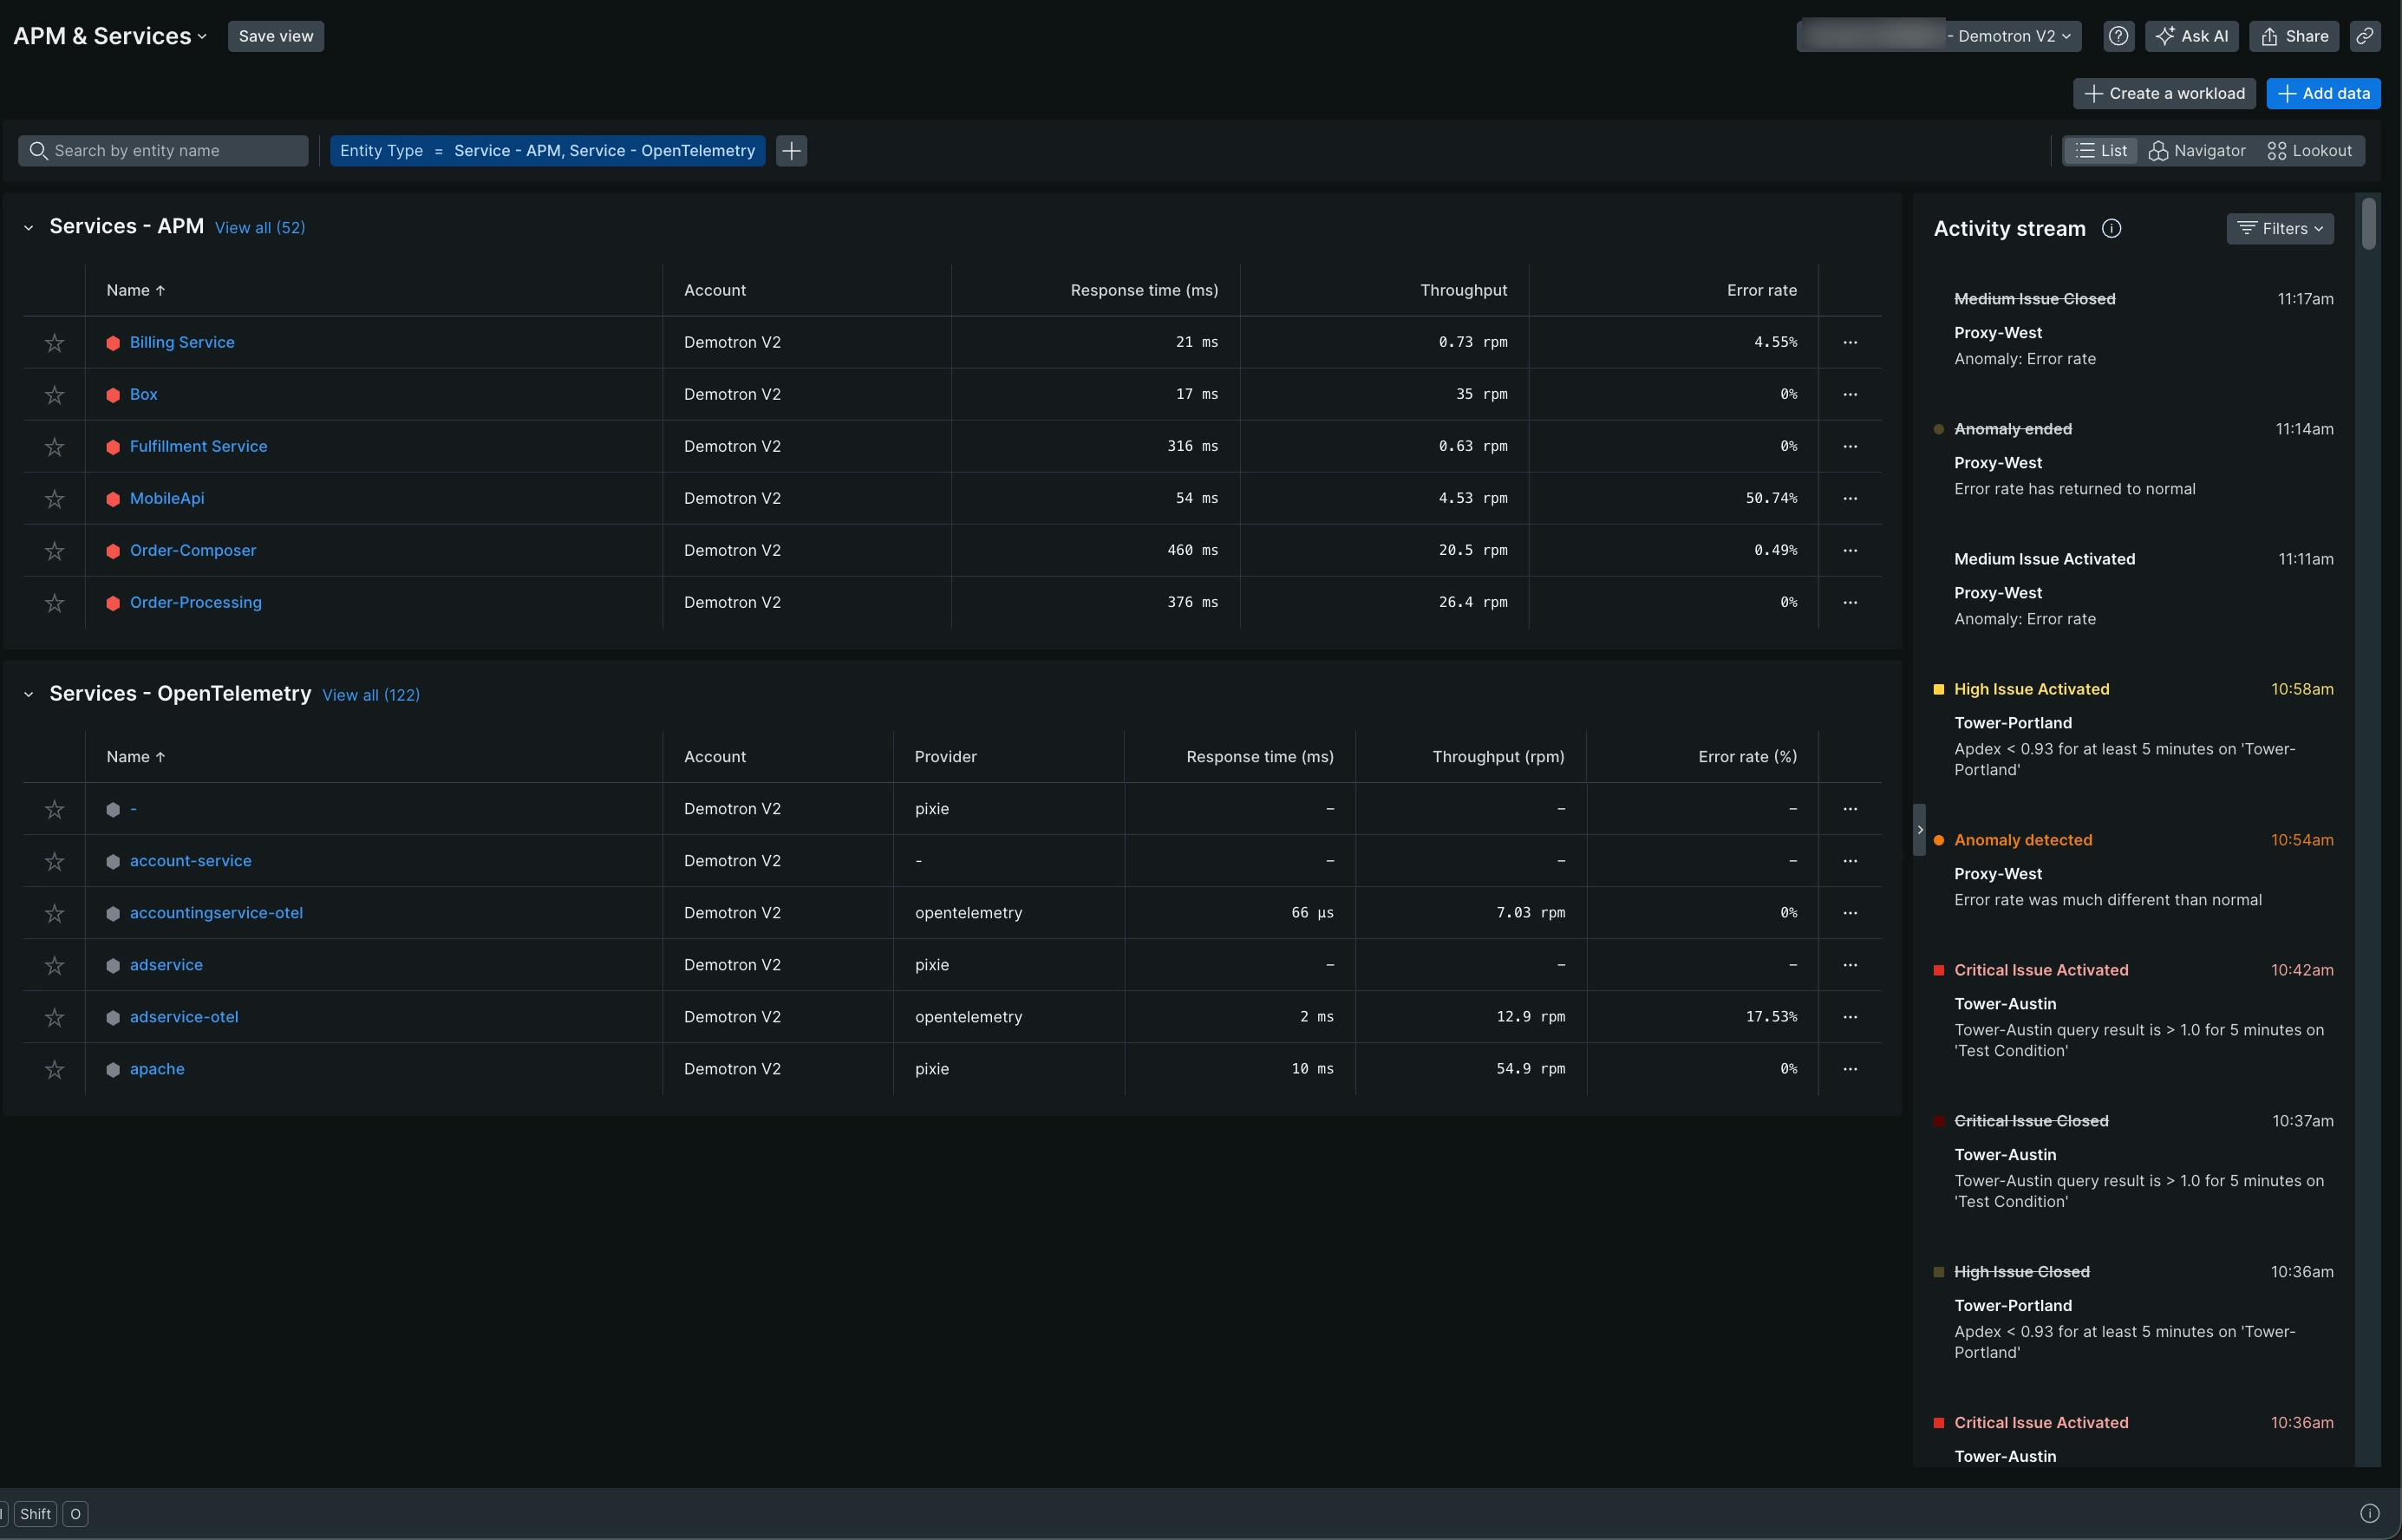 APM & Services
Save view
- Demotron V2
Ask AI
Share
Create a workload
Add data
Search by entity name
Entity Type = Service - APM, Service - OpenTelemetry
List
Navigator
Lookout
Services - APM View all (52)
Name ↑ Account Response time (ms) Throughput Error rate
Billing Service Demotron V2 21 ms 0.73 rpm 4.55% ...
Box Demotron V2 17 ms 35 rpm 0% ...
Fulfillment Service Demotron V2 316 ms 0.63 rpm 0% ...
MobileApi Demotron V2 54 ms 4.53 rpm 50.74% ...
Order-Composer Demotron V2 460 ms 20.5 rpm 0.49% ...
Order-Processing Demotron V2 376 ms 26.4 rpm 0% ...
Services - OpenTelemetry View all (122)
Name ↑ Account Provider Response time (ms) Throughput (rpm) Error rate (%)
- Demotron V2 pixie – – – ...
account-service Demotron V2 - – – – ...
accountingservice-otel Demotron V2 opentelemetry 66 µs 7.03 rpm 0% ...
adservice Demotron V2 pixie – – – ...
adservice-otel Demotron V2 opentelemetry 2 ms 12.9 rpm 17.53% ...
apache Demotron V2 pixie 10 ms 54.9 rpm 0% ...
Activity stream
Filters
Medium Issue Closed 11:17am
Proxy-West
Anomaly: Error rate
Anomaly ended 11:14am
Proxy-West
Error rate has returned to normal
Medium Issue Activated 11:11am
Proxy-West
Anomaly: Error rate
High Issue Activated 10:58am
Tower-Portland
Apdex < 0.93 for at least 5 minutes on 'Tower-
Portland'
Anomaly detected 10:54am
Proxy-West
Error rate was much different than normal
Critical Issue Activated 10:42am
Tower-Austin
Tower-Austin query result is > 1.0 for 5 minutes on
'Test Condition'
Critical Issue Closed 10:37am
Tower-Austin
Tower-Austin query result is > 1.0 for 5 minutes on
'Test Condition'
High Issue Closed 10:36am
Tower-Portland
Apdex < 0.93 for at least 5 minutes on 'Tower-
Portland'
Critical Issue Activated 10:36am
Tower-Austin
Shift O